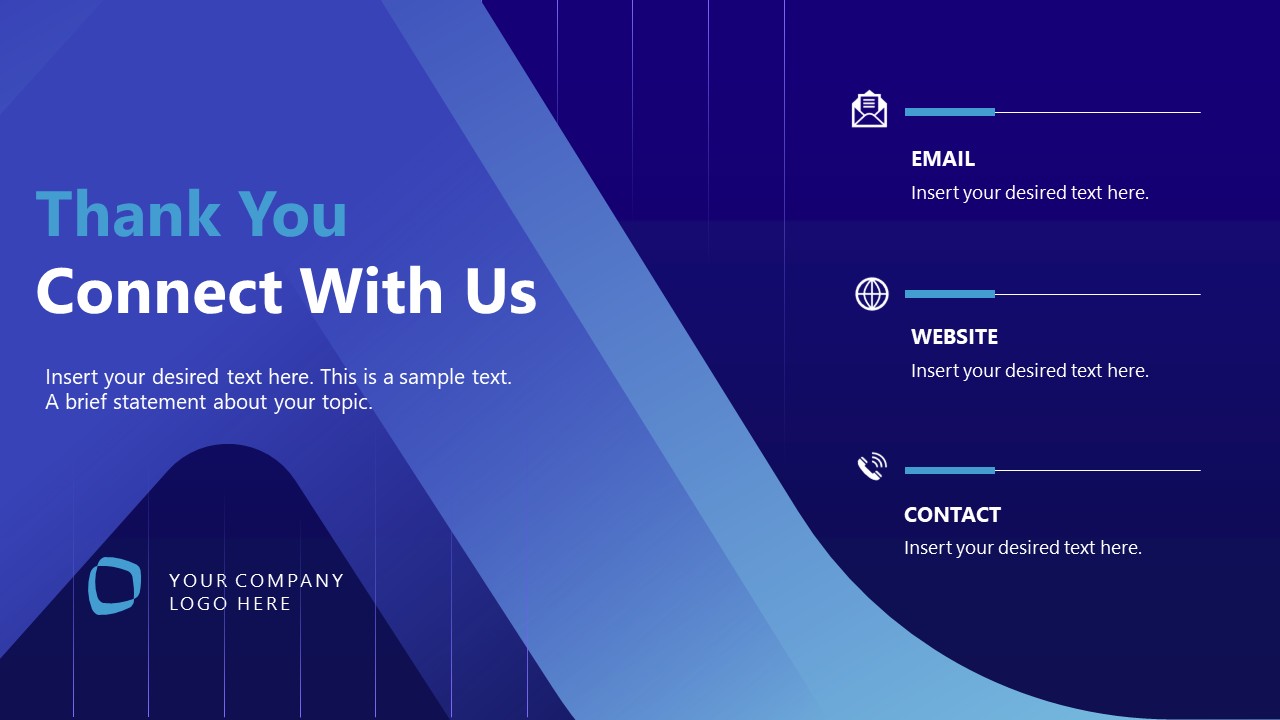 Thank You
Connect With Us
Insert your desired text here. This is a sample text.
A brief statement about your topic.
YOUR COMPANY
LOGO HERE
EMAIL
Insert your desired text here.
WEBSITE
Insert your desired text here.
CONTACT
Insert your desired text here.